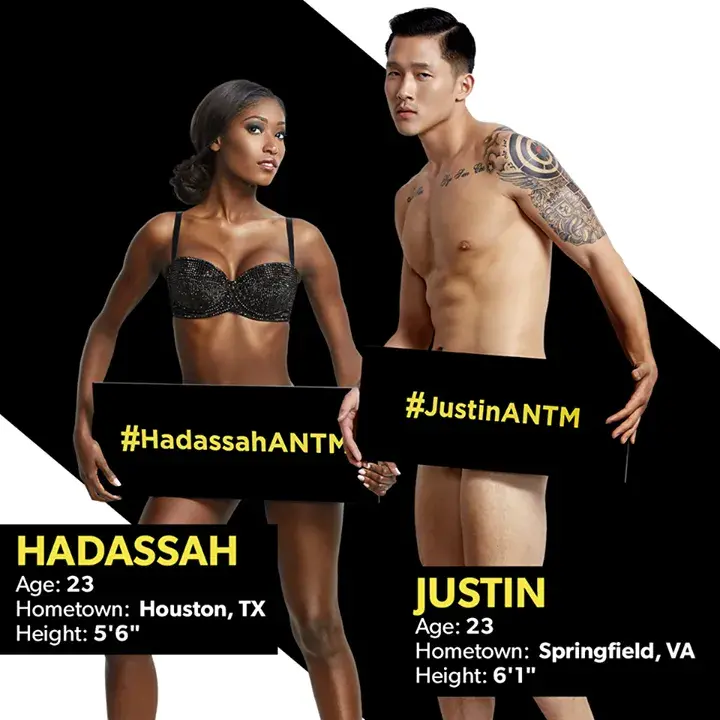 #HadassahANTM
#JustinANTM
HADASSAH
Age: 23
Hometown: Houston, TX
Height: 5'6"
JUSTIN
Age: 23
Hometown: Springfield, VA
Height: 6'1"